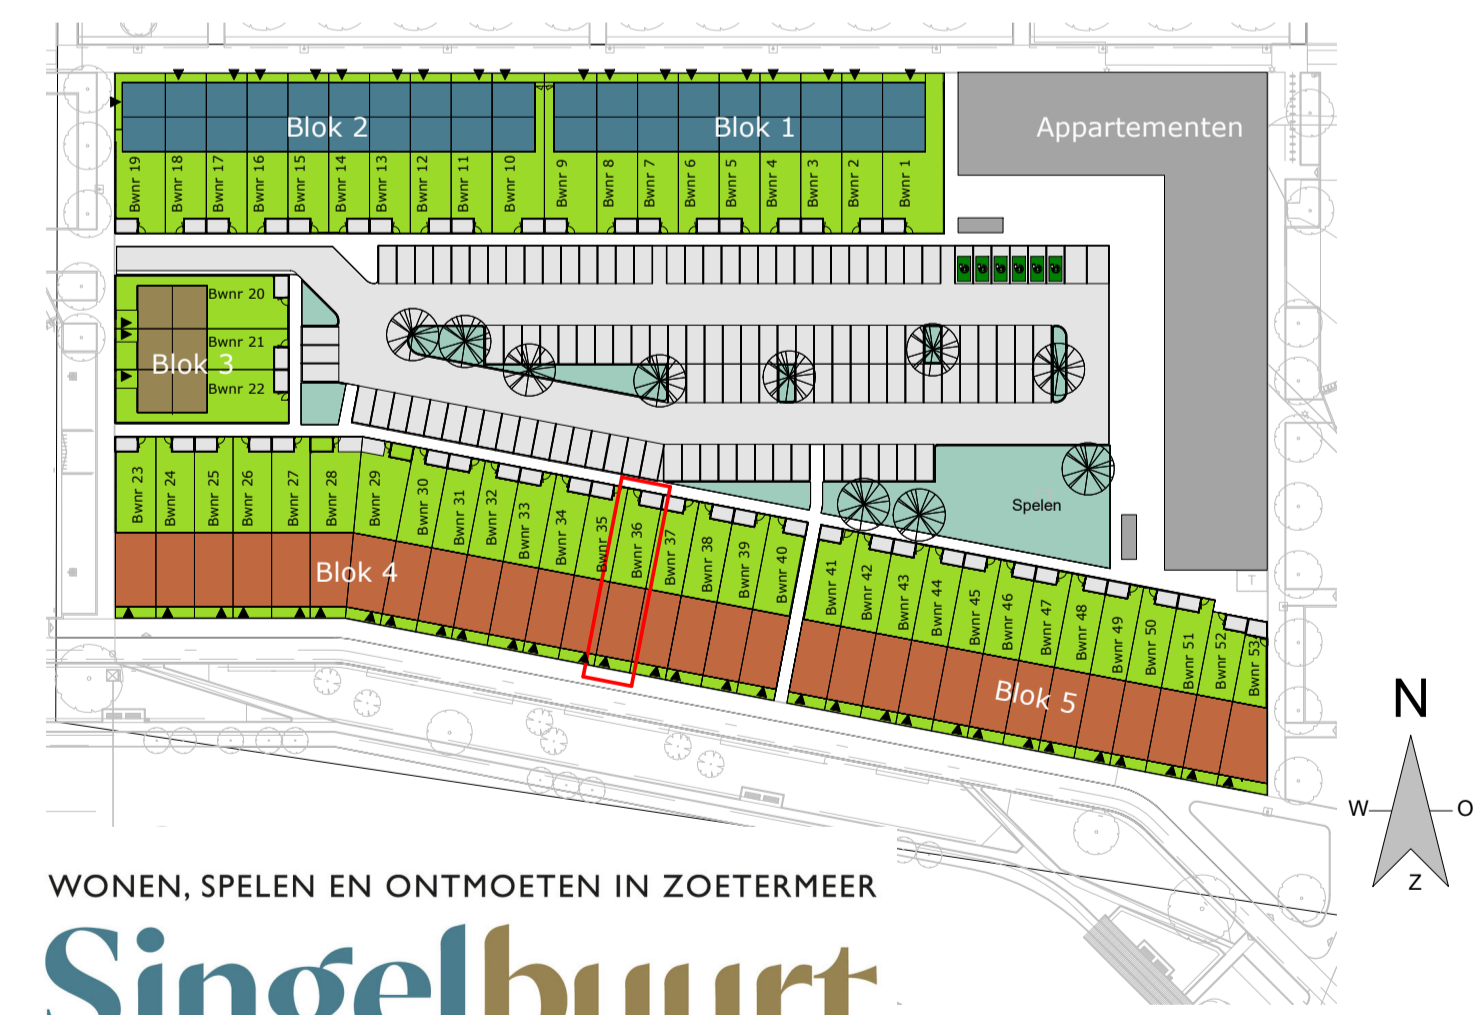 Blok 2
Blok 1
Appartementen
Bwnr 19
Bwnr 18
Bwnr 17
Bwnr 16
Bwnr 15
Bwnr 14
Bwnr 13
Bwnr 12
Bwnr 11
Bwnr 10
Bwnr 9
Bwnr 8
Bwnr 7
Bwnr 6
Bwnr 5
Bwnr 4
Bwnr 3
Bwnr 2
Bwnr 1
Bwnr 20
Bwnr 21
Blok 3
Bwnr 22
Bwnr 23
Bwnr 24
Bwnr 25
Bwnr 26
Bwnr 27
Bwnr 28
Bwnr 29
Bwnr 30
Bwnr 31
Bwnr 32
Bwnr 33
Bwnr 34
Bwnr 35
Bwnr 36
Bwnr 37
Bwnr 38
Bwnr 39
Bwnr 40
Spelen
Blok 4
Bwnr 41
Bwnr 42
Bwnr 43
Bwnr 44
Bwnr 45
Bwnr 46
Bwnr 47
Bwnr 48
Bwnr 49
Bwnr 50
Bwnr 51
Bwnr 52
Bwnr 53
T
Blok 5
N
W
O
Z
WONEN, SPELEN EN ONTMOETEN IN ZOETERMEER
Singelbuurt